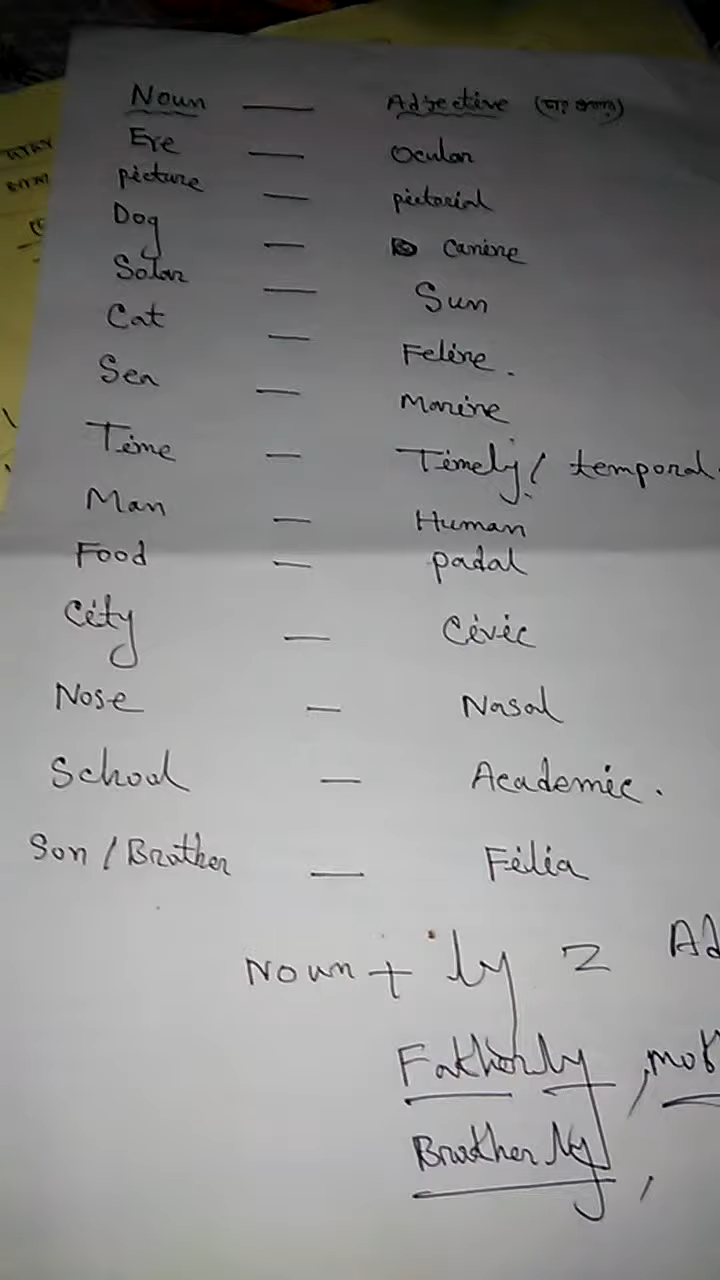 Noun — Adjective
Eye — Ocular
picture — pictorial
Dog — Canine
Solar — Sun
Cat — Feline.
Sea — Marine
Time — Timely/ temporal
Man — Human
Food — padal
City — Civic
Nose — Nasal
School — Academic.
Son / Brother — Filia
Noun + ly = Ad
Fatherly, mot
Brotherly,